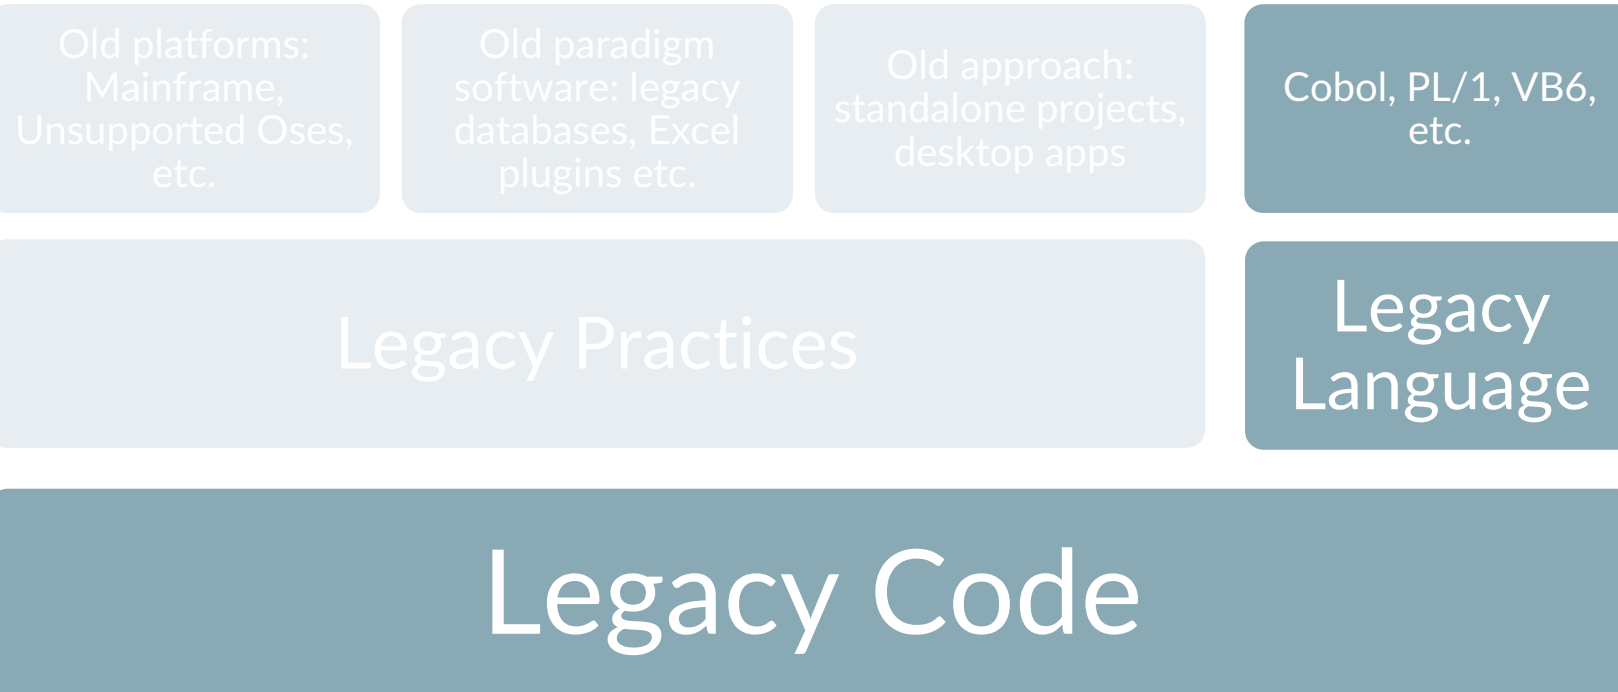 Old platforms:
Mainframe,
Unsupported Oses,
etc.
Old paradigm
software: legacy
databases, Excel
plugins etc.
Old approach:
standalone projects,
desktop apps
Cobol, PL/1, VB6,
etc.
Legacy Practices
Legacy
Language
Legacy Code